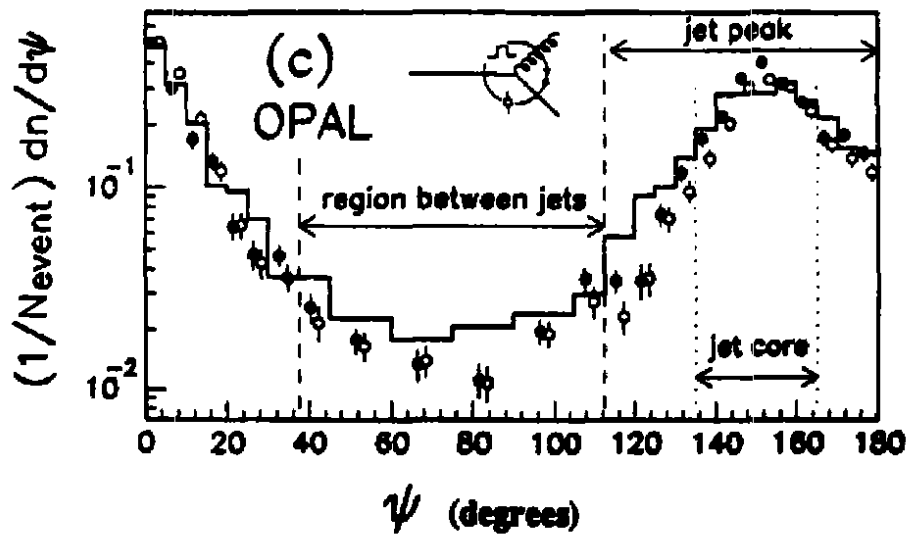 (1/Nevent) dn/dψ
10⁻¹
10⁻²
(c)
OPAL
jet peak
region between jets
jet core
0 20 40 60 80 100 120 140 160 180
ψ (degrees)